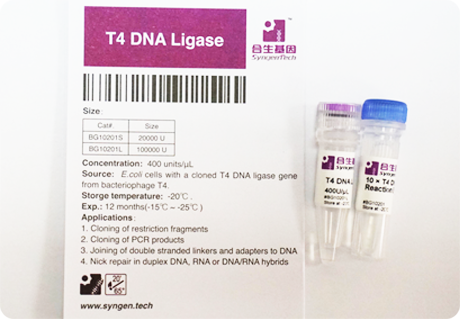 T4 DNA Ligase
合生基因
SyngenTech
Size:
Cat#. Size
BG10201S 20000 U
BG10201L 100000 U
Concentration: 400 units/µL
Source: E.coli cells with a cloned T4 DNA ligase gene
from bacteriophage T4.
Storge temperature: -20℃ .
Exp.: 12 months(-15℃ ~ -25℃ )
Applications:
1. Cloning of restriction fragments
2. Cloning of PCR products
3. Joining of double stranded linkers and adapters to DNA
4. Nick repair in duplex DNA, RNA or DNA/RNA hybrids
20'
65°
www.syngen.tech
合生基因
T4 DNA
400U/µL
合生基因
10 × T4 D
Reaction